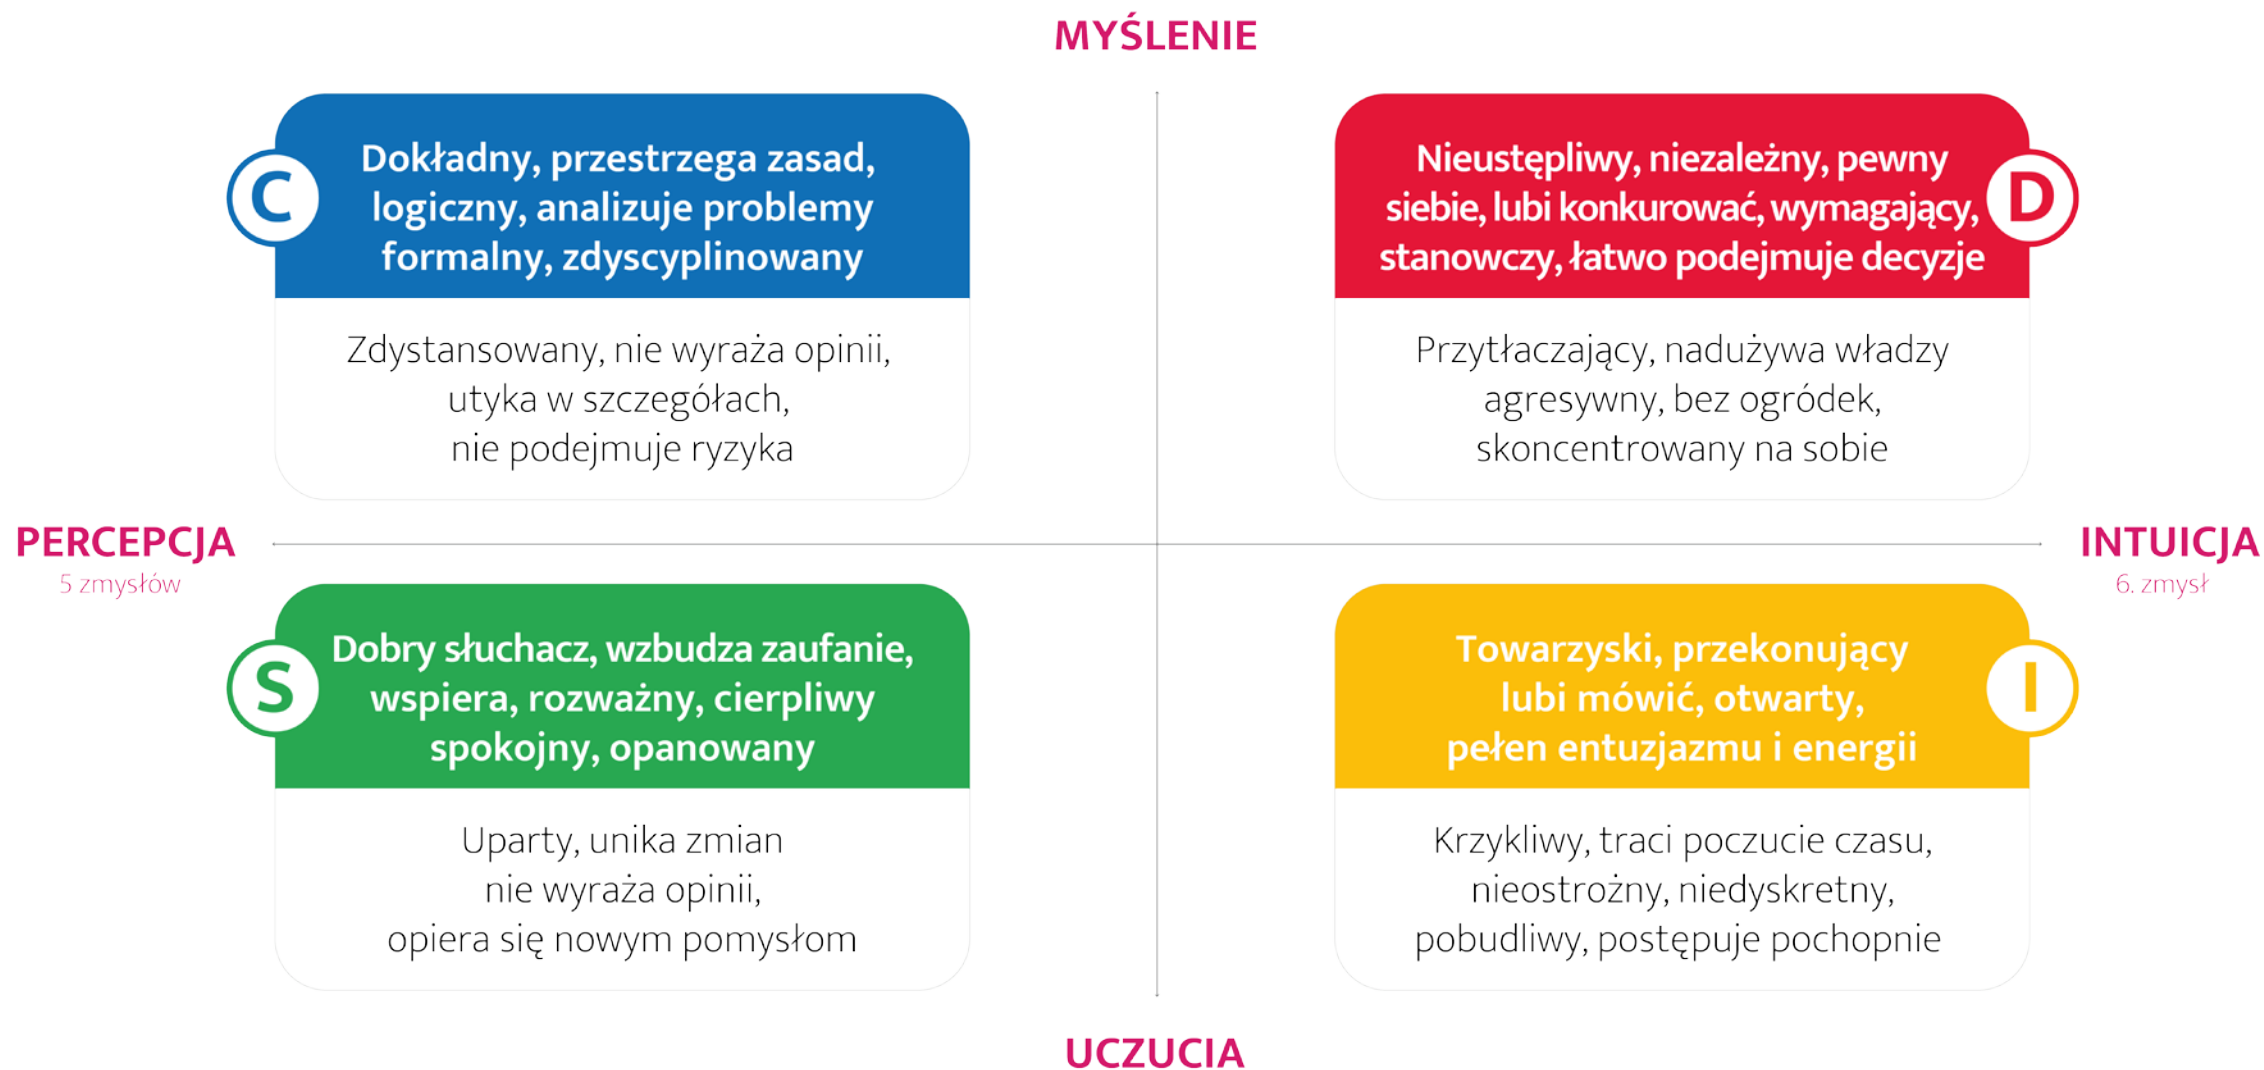 MYŚLENIE
C
Dokładny, przestrzega zasad,
logiczny, analizuje problemy
formalny, zdyscyplinowany
Zdystansowany, nie wyraża opinii,
utyka w szczegółach,
nie podejmuje ryzyka
D
Nieustępliwy, niezależny, pewny
siebie, lubi konkurować, wymagający,
stanowczy, łatwo podejmuje decyzje
Przytłaczający, nadużywa władzy
agresywny, bez ogródek,
skoncentrowany na sobie
PERCEPCJA
5 zmysłów
INTUICJA
6. zmysł
S
Dobry słuchacz, wzbudza zaufanie,
wspiera, rozważny, cierpliwy
spokojny, opanowany
Uparty, unika zmian
nie wyraża opinii,
opiera się nowym pomysłom
I
Towarzyski, przekonujący
lubi mówić, otwarty,
pełen entuzjazmu i energii
Krzykliwy, traci poczucie czasu,
nieostrożny, niedyskretny,
pobudliwy, postępuje pochopnie
UCZUCIA